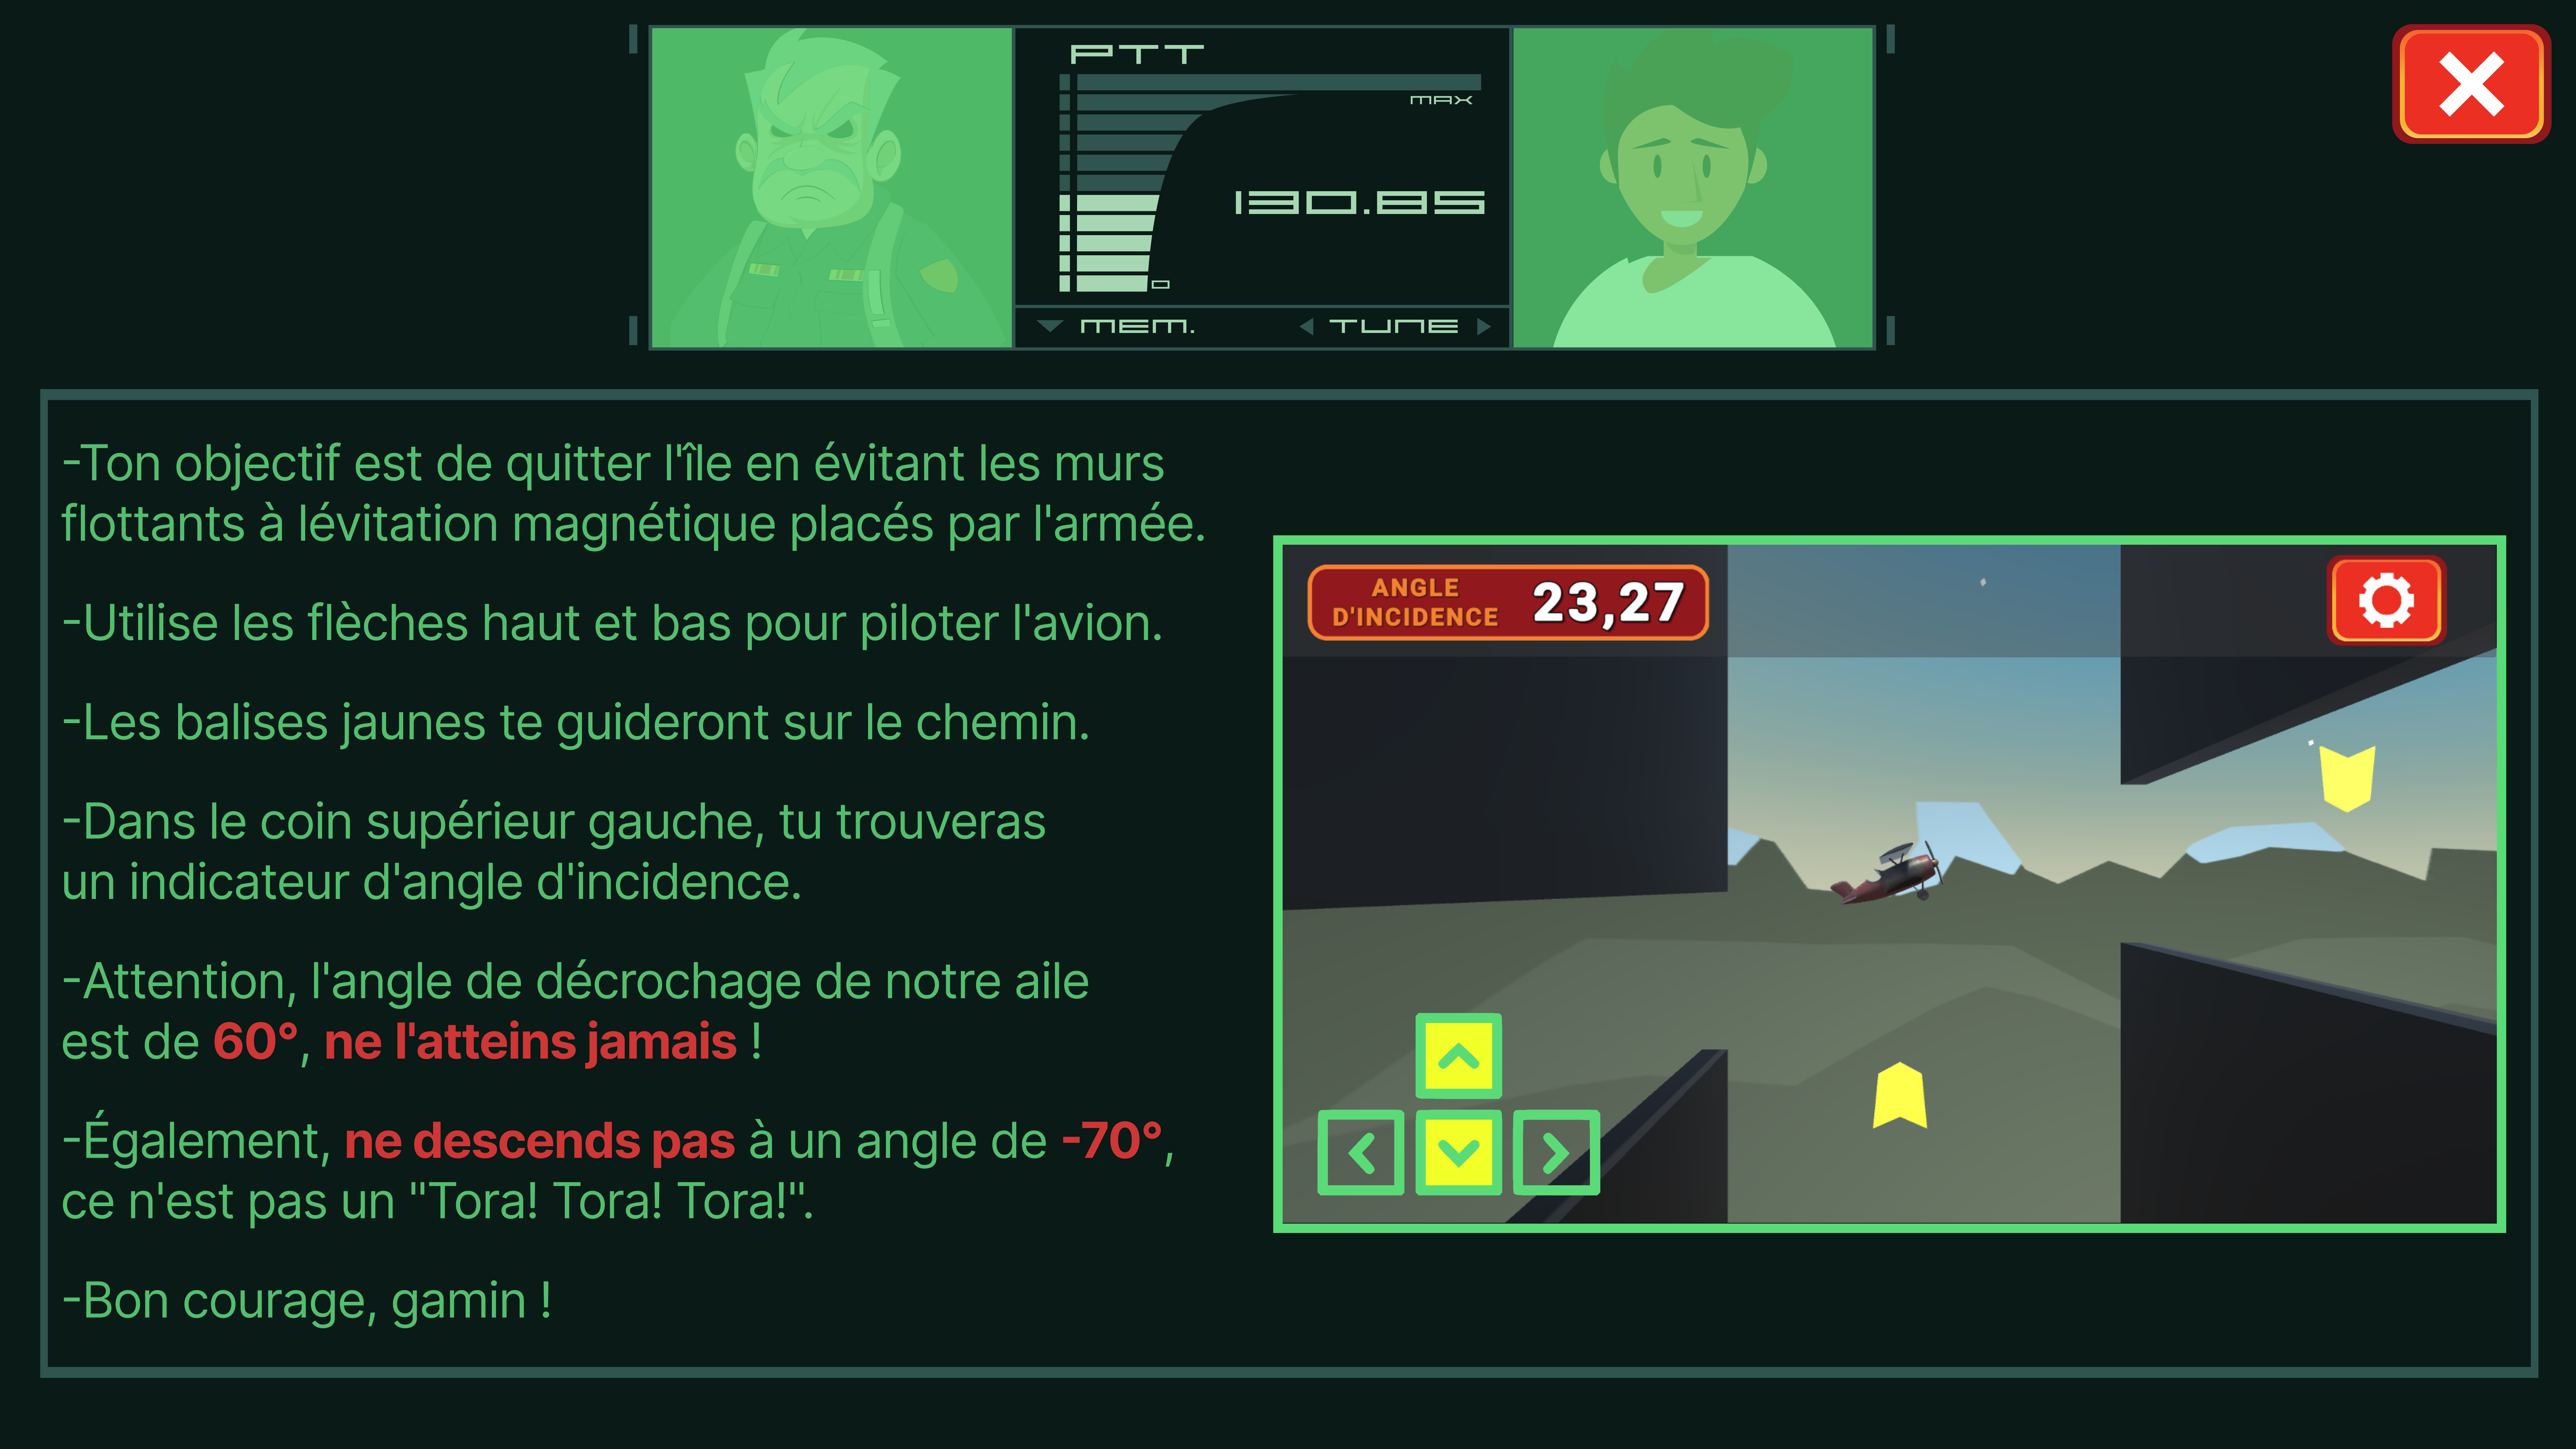 PTT
MAX
130.85
0
MEM.
TUNE
-Ton objectif est de quitter l'île en évitant les murs
flottants à lévitation magnétique placés par l'armée.
-Utilise les flèches haut et bas pour piloter l'avion.
-Les balises jaunes te guideront sur le chemin.
-Dans le coin supérieur gauche, tu trouveras
un indicateur d'angle d'incidence.
-Attention, l'angle de décrochage de notre aile
est de 60°, ne l'atteins jamais !
-Également, ne descends pas à un angle de -70°,
ce n'est pas un "Tora! Tora! Tora!".
-Bon courage, gamin !
ANGLE
D'INCIDENCE
23,27